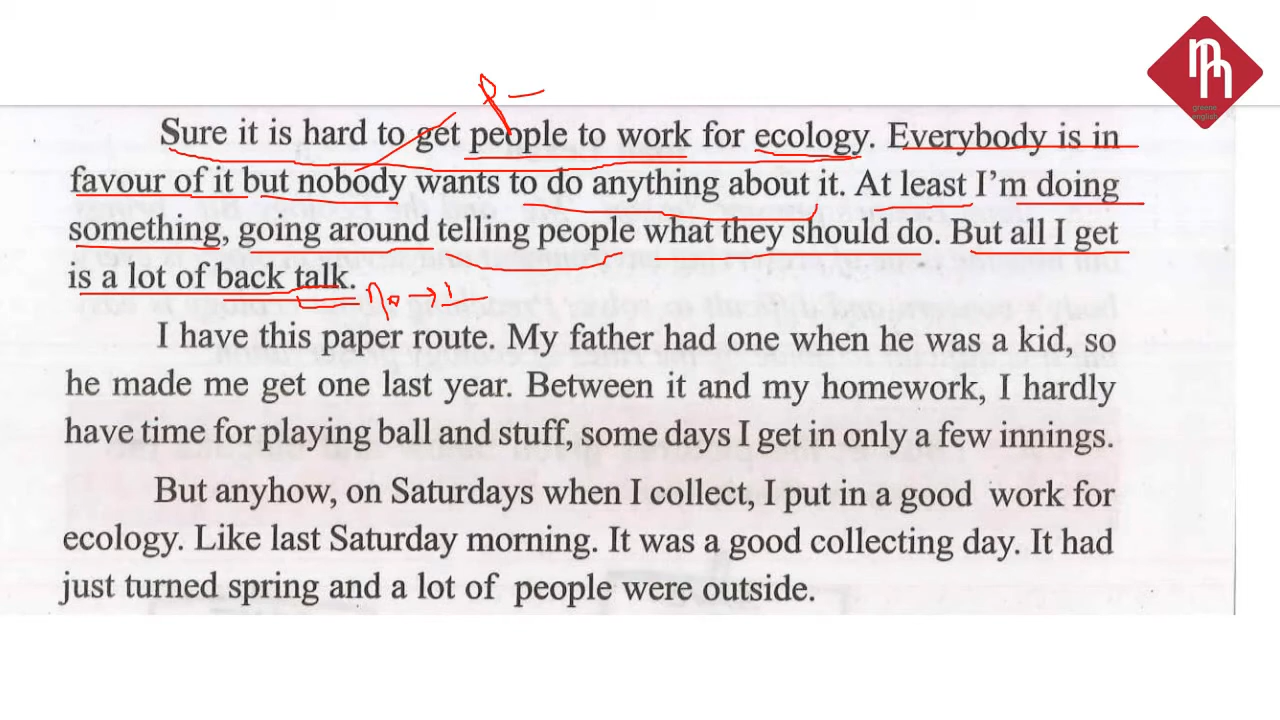 greens
english
Sure it is hard to get people to work for ecology. Everybody is in
favour of it but nobody wants to do anything about it. At least I'm doing
something, going around telling people what they should do. But all I get
is a lot of back talk.
I have this paper route. My father had one when he was a kid, so
he made me get one last year. Between it and my homework, I hardly
have time for playing ball and stuff, some days I get in only a few innings.
But anyhow, on Saturdays when I collect, I put in a good work for
ecology. Like last Saturday morning. It was a good collecting day. It had
just turned spring and a lot of people were outside.